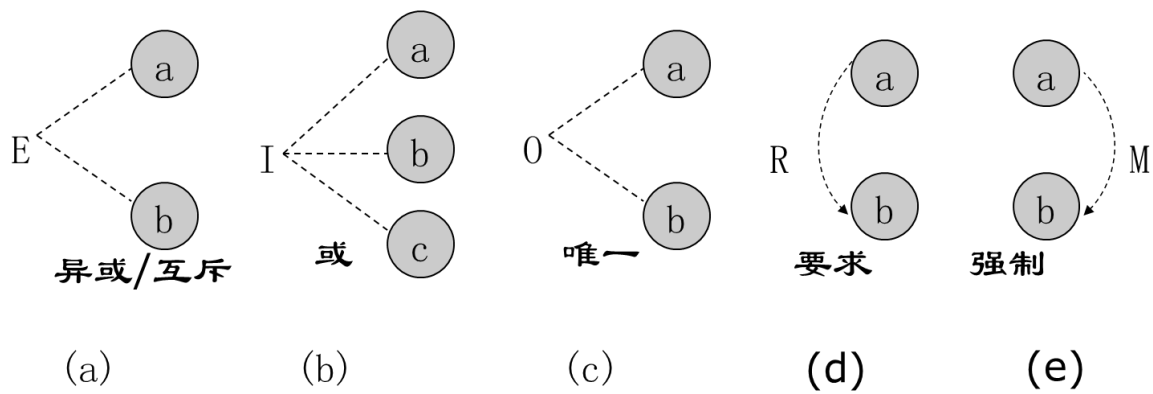 a a a a a
E I b O R M
b c b b b
异或/互斥 或 唯一 要求 强制
(a) (b) (c) (d) (e)